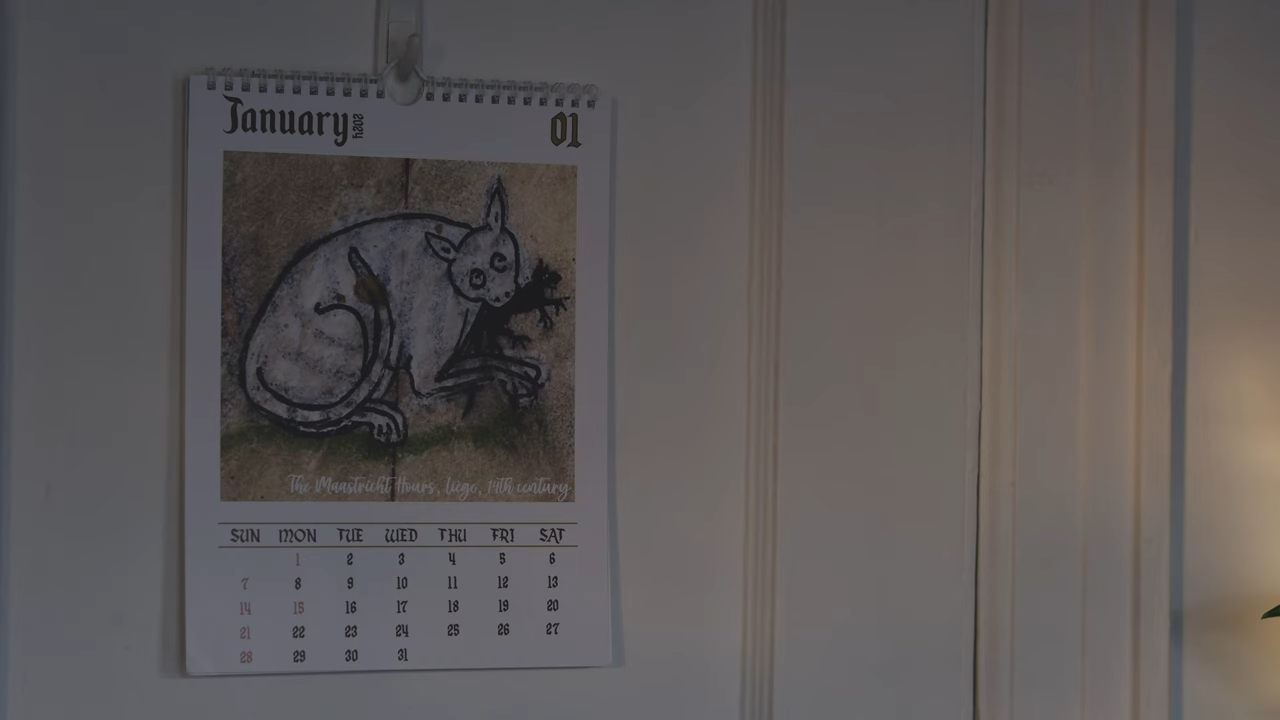 January 2024 01
The Maastricht Hours, Liège, 14th century
SUN MON TUE WED THU FRI SAT
1 2 3 4 5 6
7 8 9 10 11 12 13
14 15 16 17 18 19 20
21 22 23 24 25 26 27
28 29 30 31